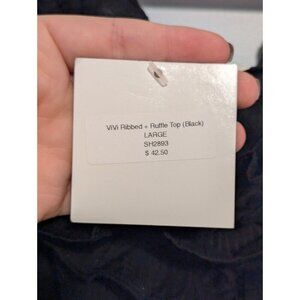 ViVi Ribbed + Ruffle Top (Black)
LARGE
SH2893
$ 42.50